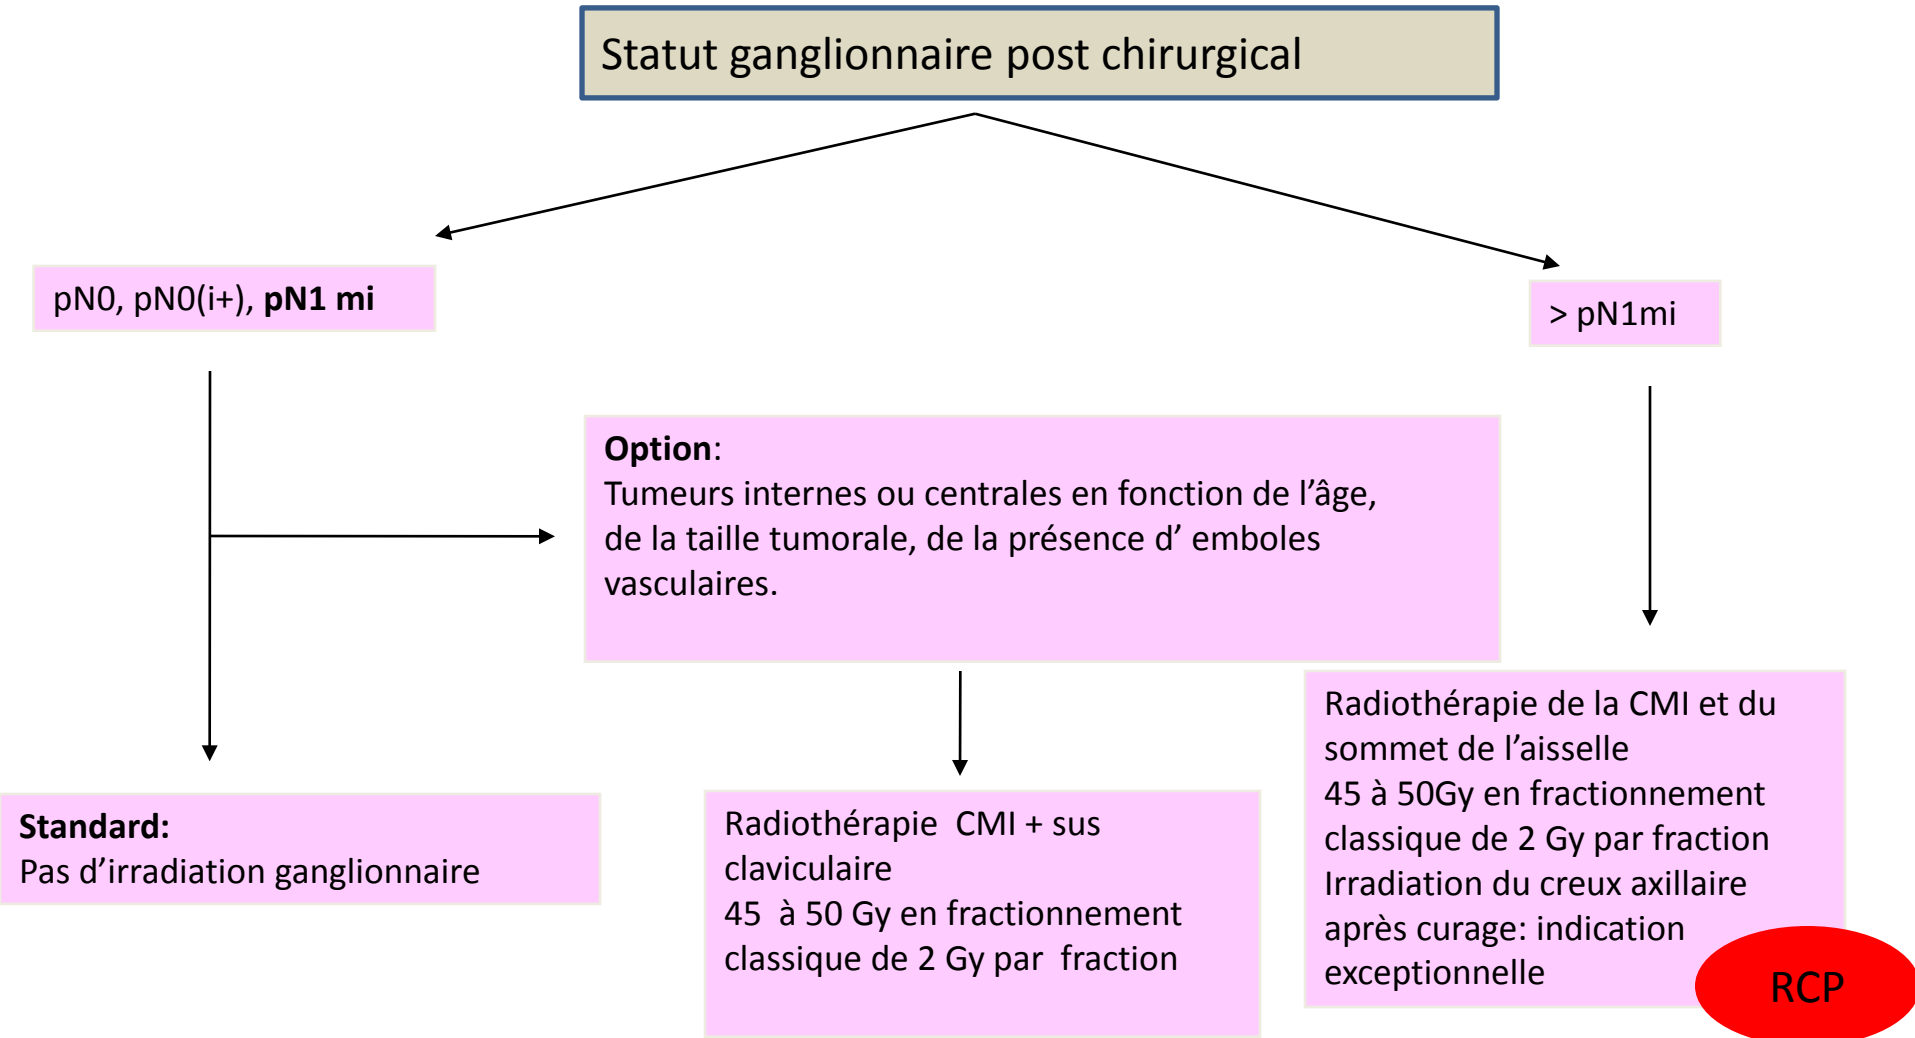 Statut ganglionnaire post chirurgical
pN0, pN0(i+), pN1 mi
> pN1mi
Option:
Tumeurs internes ou centrales en fonction de l’âge,
de la taille tumorale, de la présence d’ emboles
vasculaires.
Standard:
Pas d’irradiation ganglionnaire
Radiothérapie  CMI + sus
claviculaire
45  à 50 Gy en fractionnement
classique de 2 Gy par  fraction
Radiothérapie de la CMI et du
sommet de l’aisselle
45 à 50Gy en fractionnement
classique de 2 Gy par fraction
Irradiation du creux axillaire
après curage: indication
exceptionnelle
RCP